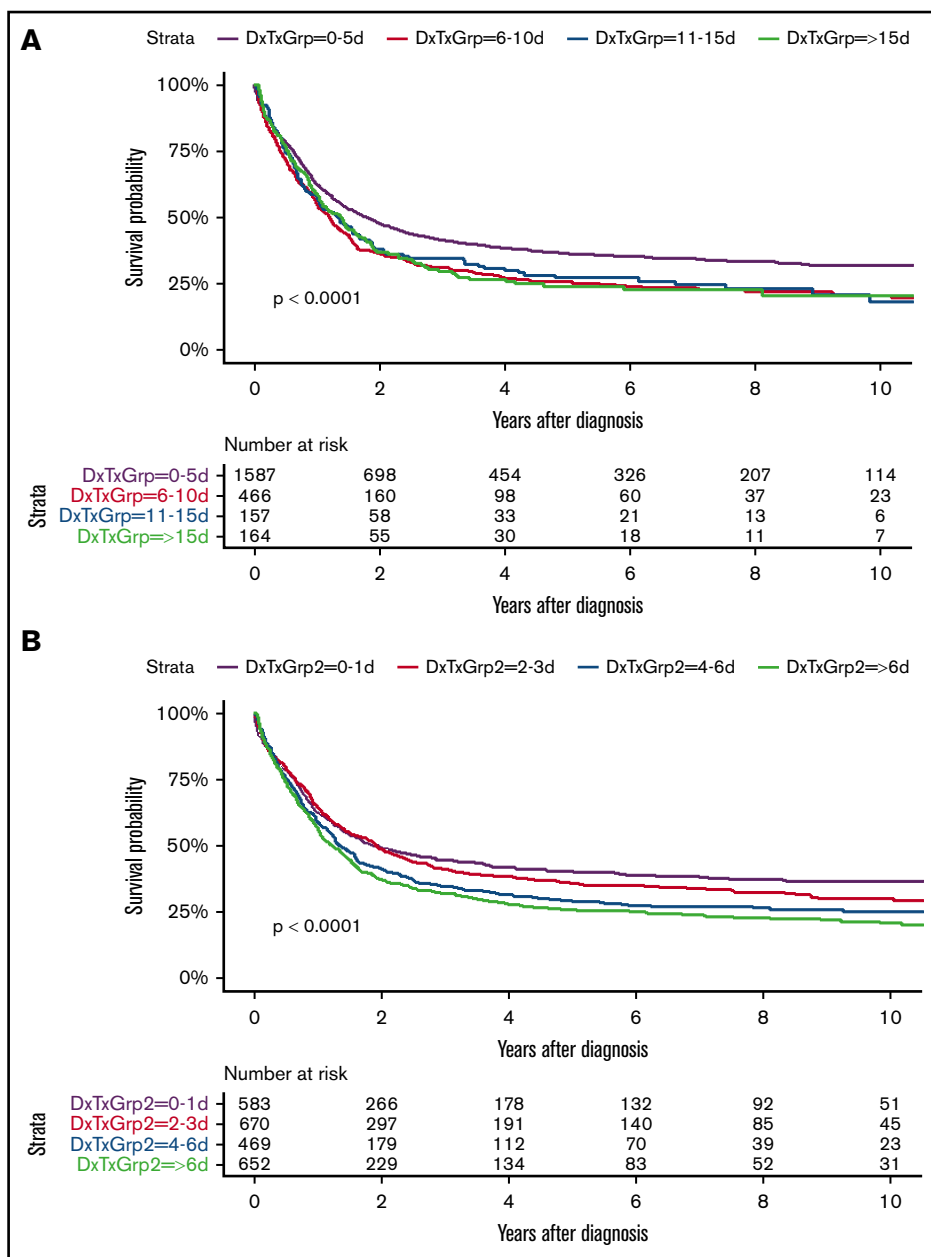 A
Strata DxTxGrp=0-5d DxTxGrp=6-10d DxTxGrp=11-15d DxTxGrp=>15d
100%
75%
50%
25%
0%
Survival probability
p < 0.0001
0 2 4 6 8 10
Years after diagnosis
Number at risk
Strata
DxTxGrp=0-5d 1587 698 454 326 207 114
DxTxGrp=6-10d 466 160 98 60 37 23
DxTxGrp=11-15d 157 58 33 21 13 6
DxTxGrp=>15d 164 55 30 18 11 7
0 2 4 6 8 10
Years after diagnosis
B
Strata DxTxGrp2=0-1d DxTxGrp2=2-3d DxTxGrp2=4-6d DxTxGrp2=>6d
100%
75%
50%
25%
0%
Survival probability
p < 0.0001
0 2 4 6 8 10
Years after diagnosis
Number at risk
Strata
DxTxGrp2=0-1d 583 266 178 132 92 51
DxTxGrp2=2-3d 670 297 191 140 85 45
DxTxGrp2=4-6d 469 179 112 70 39 23
DxTxGrp2=>6d 652 229 134 83 52 31
0 2 4 6 8 10
Years after diagnosis